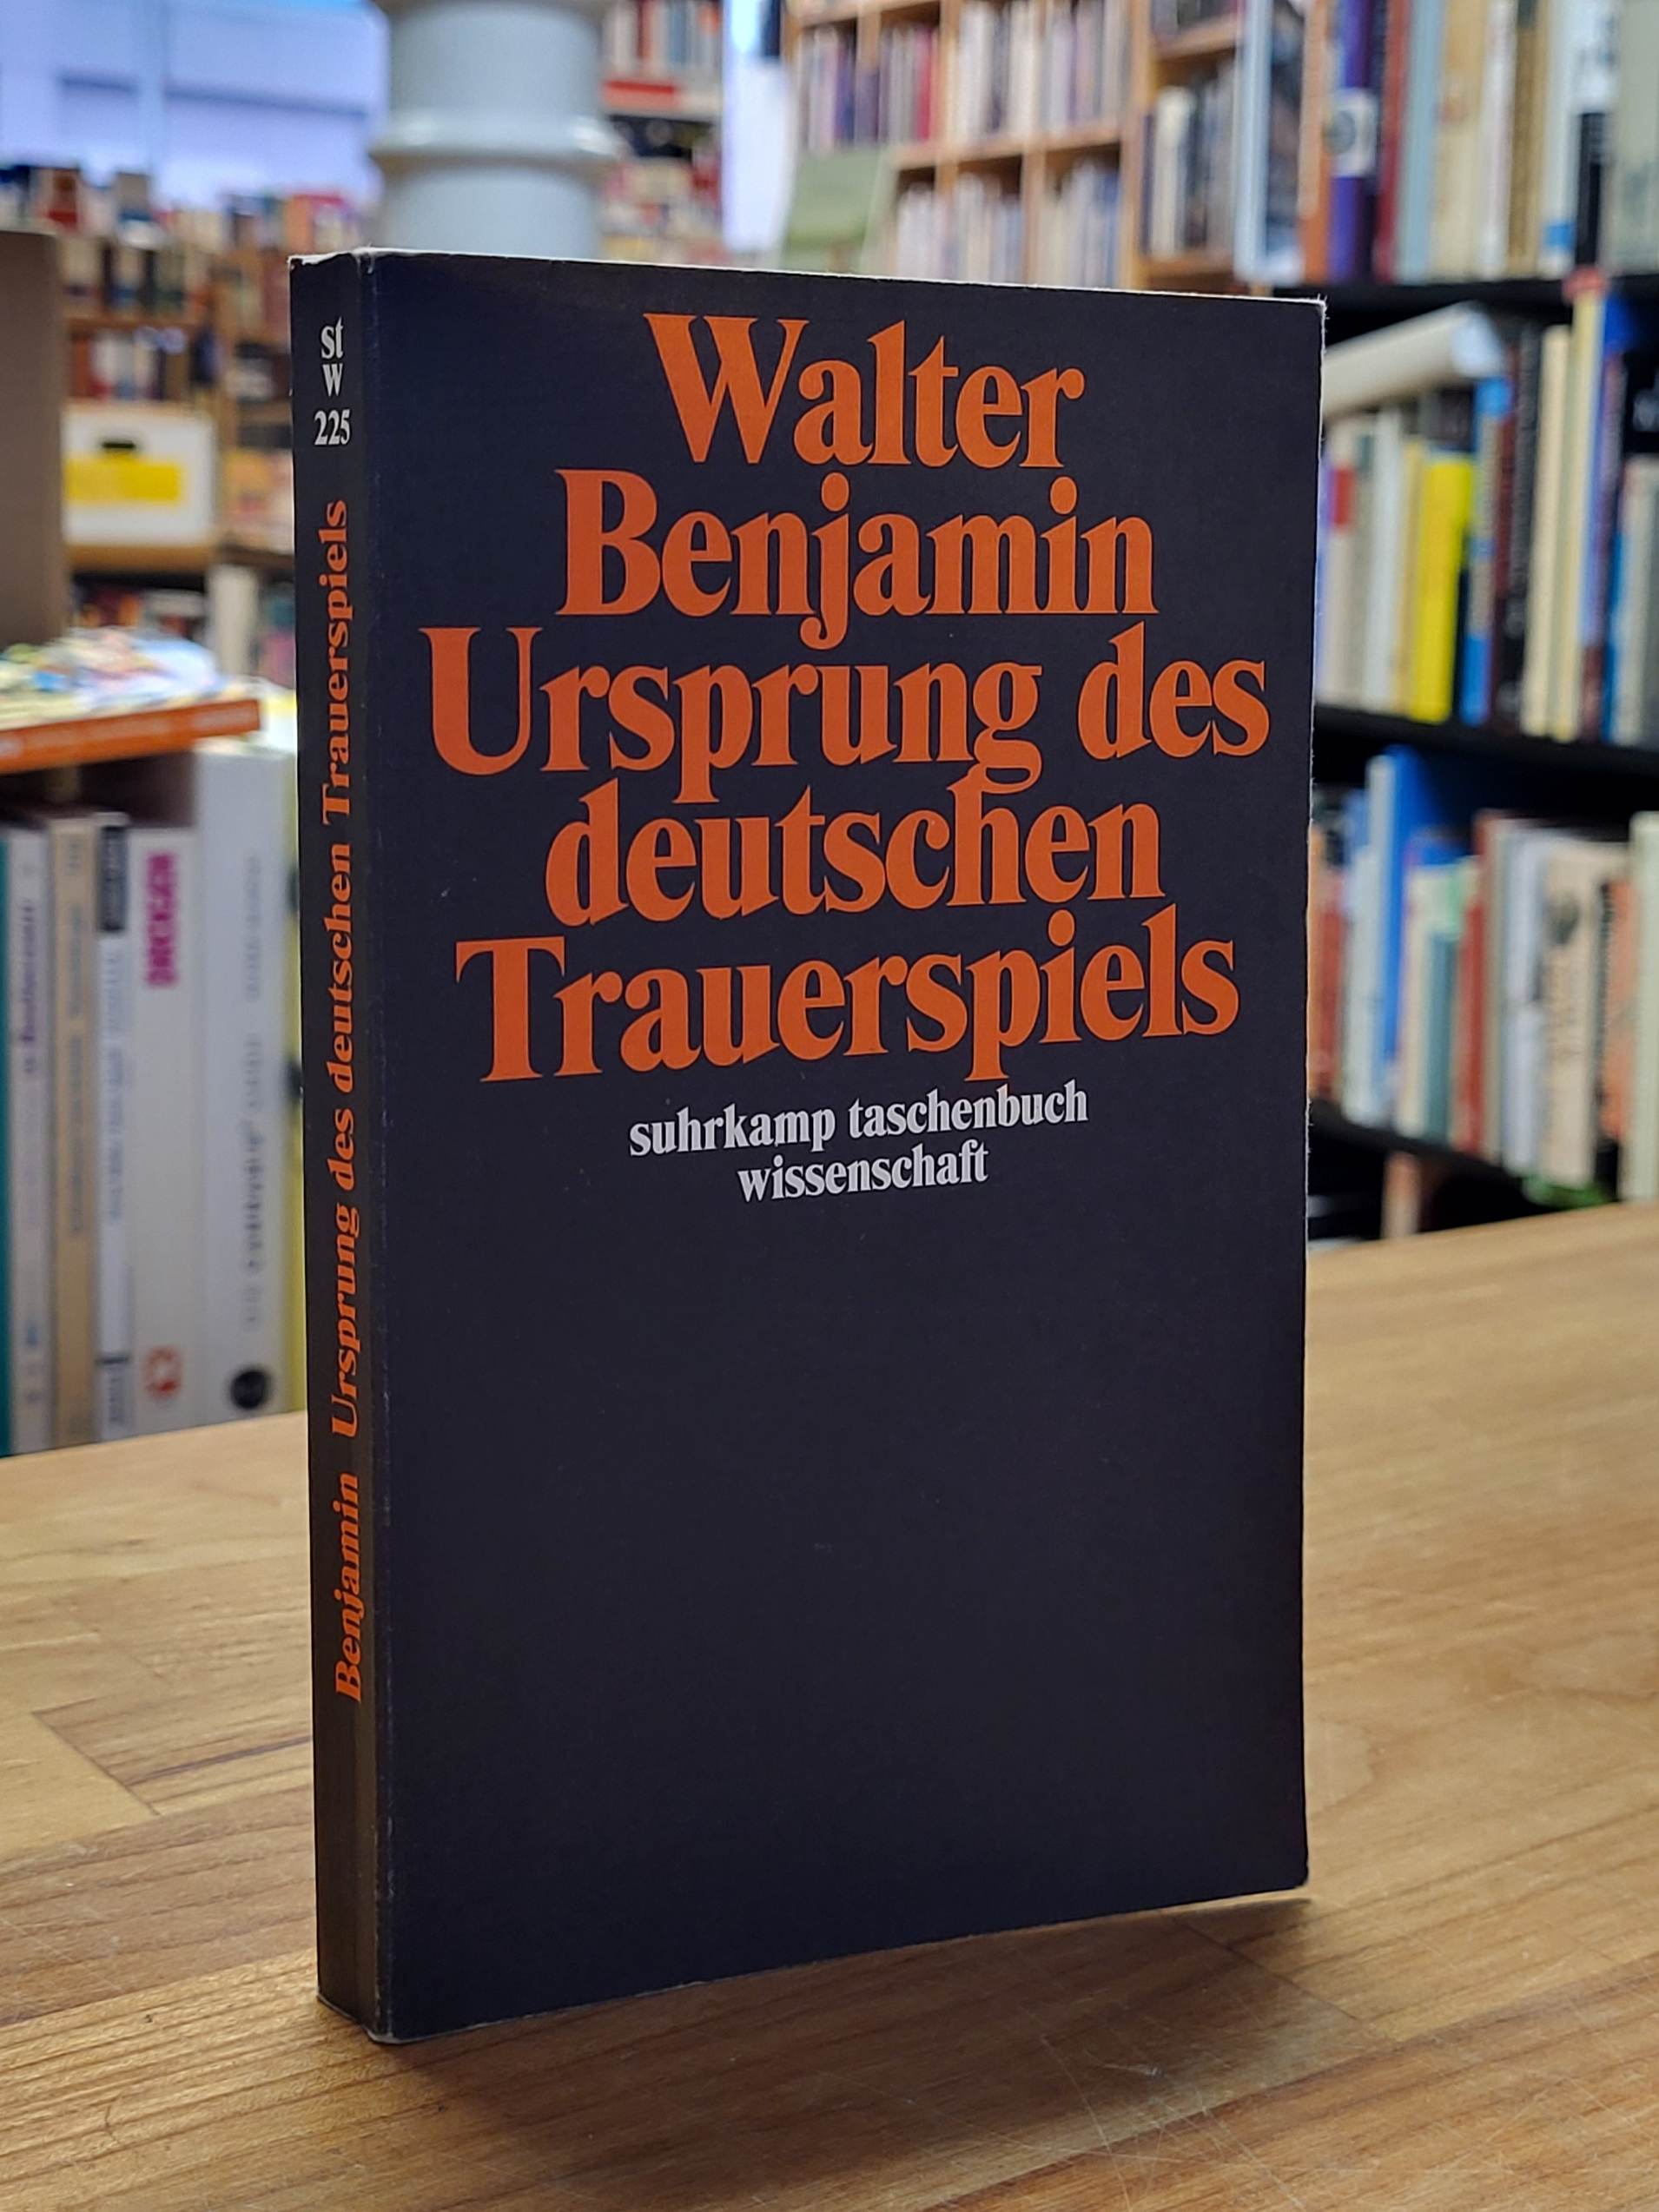 Walter
Benjamin
Ursprung des
deutschen
Trauerspiels
suhrkamp taschenbuch
wissenschaft
st
w
225
Benjamin Ursprung des deutschen Trauerspiels